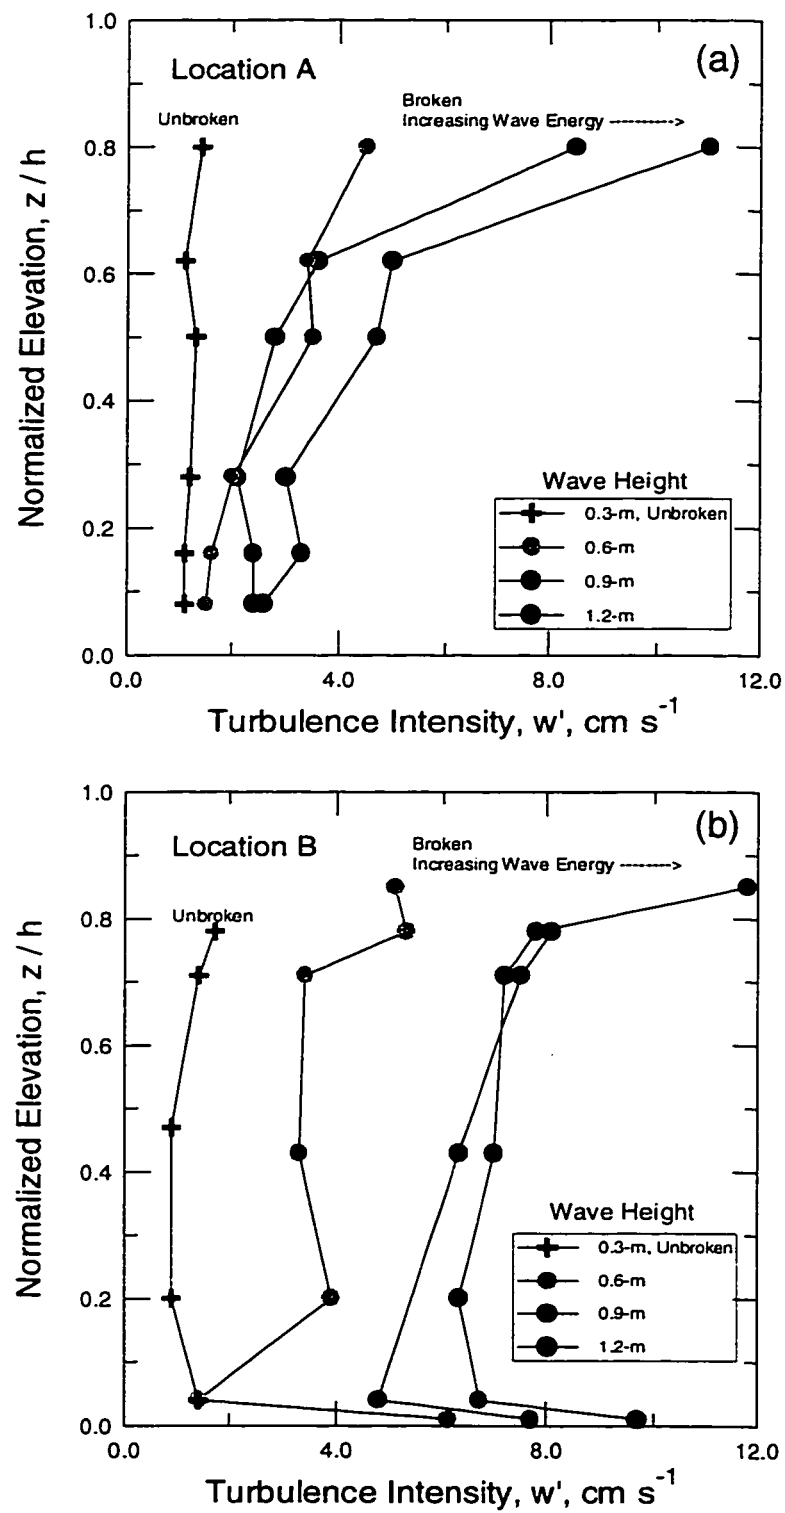 1.0
Location A
(a)
Broken
Unbroken
Increasing Wave Energy -------->
0.8
0.6
0.4
0.2
0.0
Normalized Elevation, z / h
Wave Height
0.3-m, Unbroken
0.6-m
0.9-m
1.2-m
0.0 4.0 8.0 12.0
Turbulence Intensity, w', cm s⁻¹
1.0
Location B
(b)
Broken
Increasing Wave Energy -------->
Unbroken
0.8
0.6
0.4
0.2
0.0
Normalized Elevation, z / h
Wave Height
0.3-m, Unbroken
0.6-m
0.9-m
1.2-m
0.0 4.0 8.0 12.0
Turbulence Intensity, w', cm s⁻¹